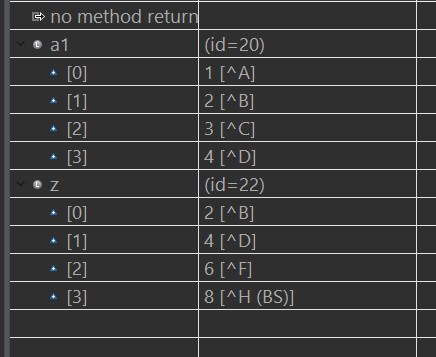 no method return
a1 (id=20)
[0] 1 [^A]
[1] 2 [^B]
[2] 3 [^C]
[3] 4 [^D]
z (id=22)
[0] 2 [^B]
[1] 4 [^D]
[2] 6 [^F]
[3] 8 [^H (BS)]